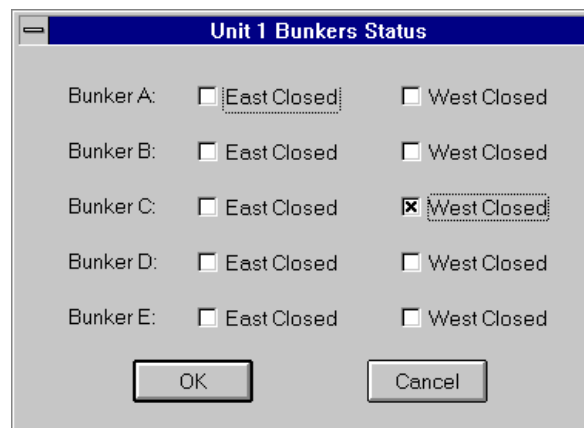 Unit 1 Bunkers Status
Bunker A: East Closed West Closed
Bunker B: East Closed West Closed
Bunker C: East Closed West Closed
Bunker D: East Closed West Closed
Bunker E: East Closed West Closed
OK Cancel